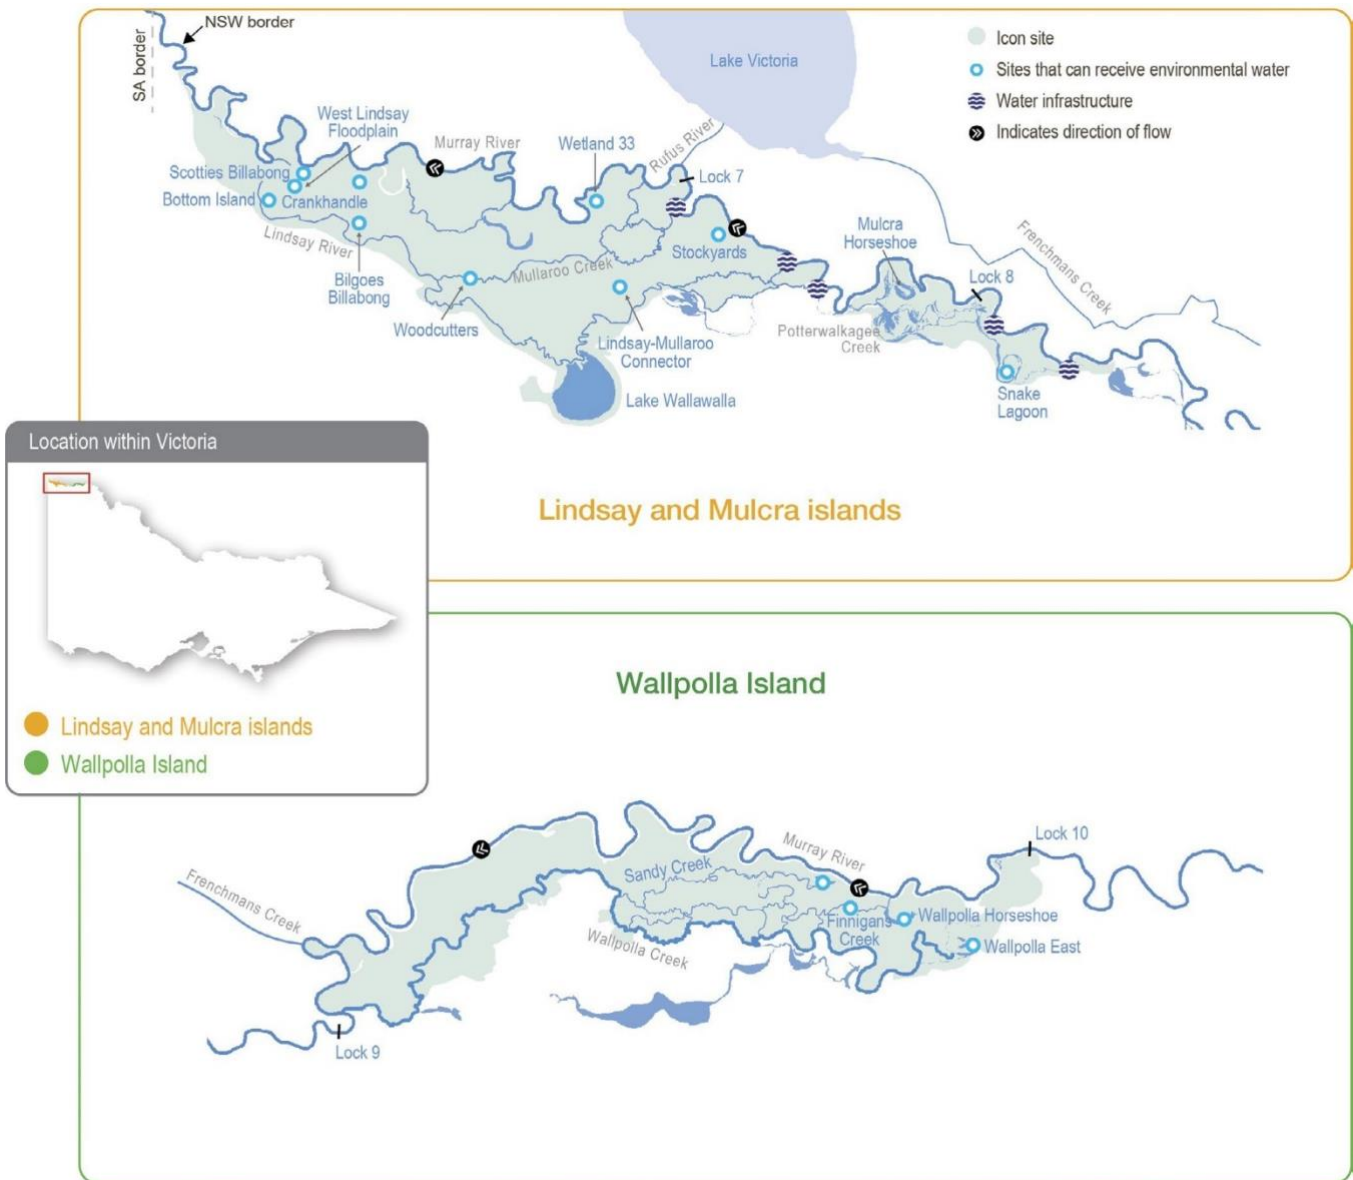 NSW border
SA border
Lake Victoria
Icon site
Sites that can receive environmental water
Water infrastructure
Indicates direction of flow
West Lindsay
Floodplain
Murray River
Wetland 33
Rufus River
Lock 7
Scotties Billabong
Bottom Island
Crankhandle
Lindsay River
Bilgoes
Billabong
Mullaroo Creek
Woodcutters
Stockyards
Lindsay-Mullaroo
Connector
Lake Wallawalla
Mulcra
Horseshoe
Lock 8
Frenchmans Creek
Potterwalkagee
Creek
Snake
Lagoon
Lindsay and Mulcra islands
Location within Victoria
Lindsay and Mulcra islands
Wallpolla Island
Wallpolla Island
Frenchmans Creek
Sandy Creek
Murray River
Lock 10
Finnigans
Creek
Wallpolla Horseshoe
Wallpolla East
Wallpolla Creek
Lock 9